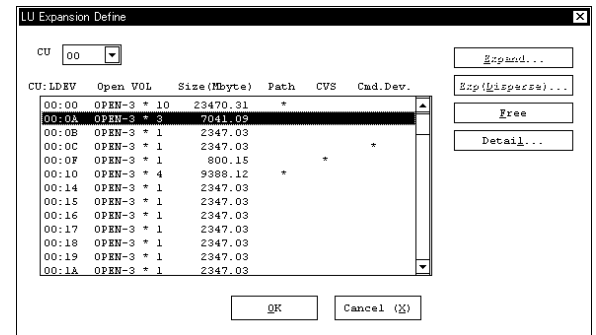 LU Expansion Define
CU 00
CU:LDEV Open VOL Size(Mbyte) Path CVS Cmd.Dev.
00:00 OPEN-3 * 10 23470.31 *
00:0A OPEN-3 * 3 7041.09
00:0B OPEN-3 * 1 2347.03
00:0C OPEN-3 * 1 2347.03 *
00:0F OPEN-3 * 1 800.15 *
00:10 OPEN-3 * 4 9388.12 *
00:14 OPEN-3 * 1 2347.03
00:15 OPEN-3 * 1 2347.03
00:16 OPEN-3 * 1 2347.03
00:17 OPEN-3 * 1 2347.03
00:18 OPEN-3 * 1 2347.03
00:19 OPEN-3 * 1 2347.03
00:1A OPEN-3 * 1 2347.03
Expand...
Exp(Disperse)...
Free
Detail...
OK
Cancel (X)